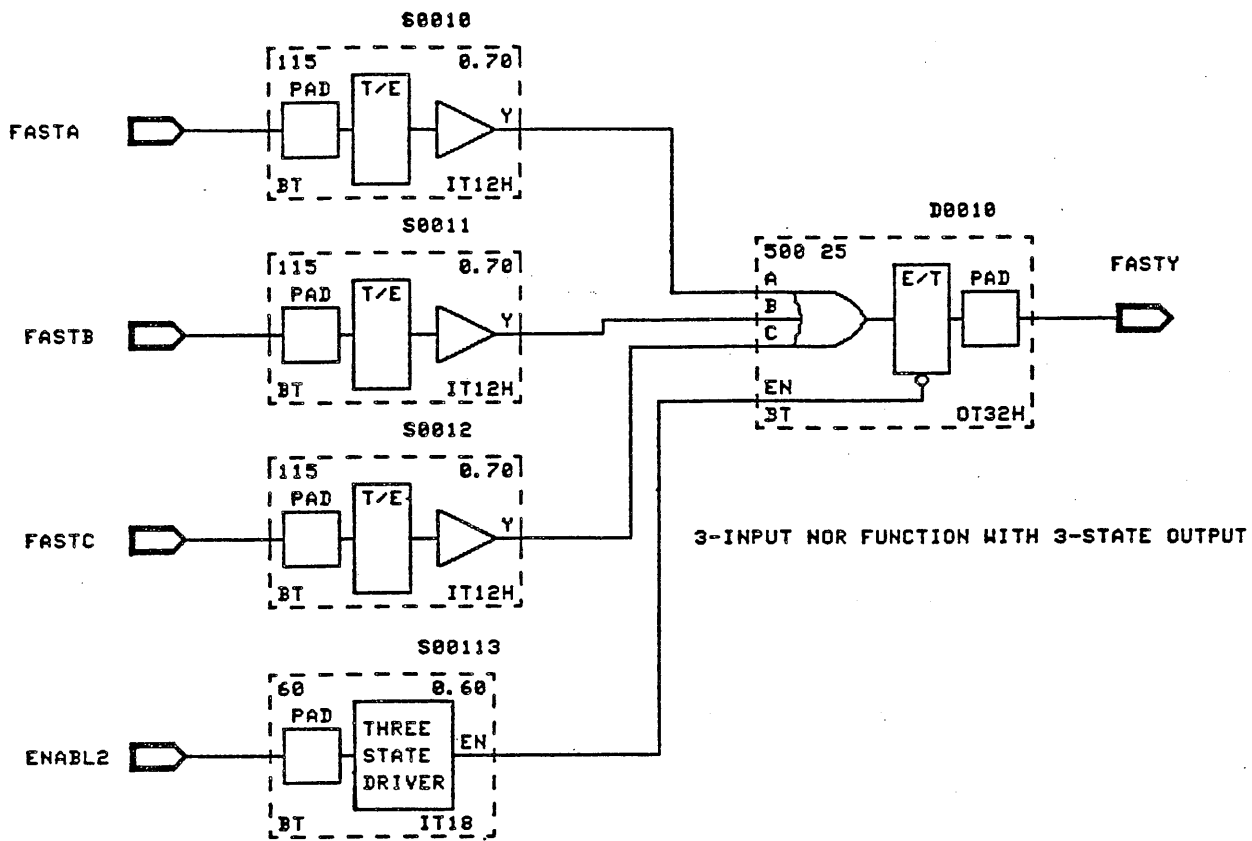 S0010
115 0.70
PAD T/E
Y
FASTA
BT IT12H
S0011
115 0.70
PAD T/E
Y
FASTB
BT IT12H
S0012
115 0.70
PAD T/E
Y
FASTC
BT IT12H
S00113
60 0.60
PAD
THREE
STATE
DRIVER
EN
ENABL2
BT IT18
D0010
500 25
A
B
C
E/T PAD
EN
BT OT32H
FASTY
3-INPUT NOR FUNCTION WITH 3-STATE OUTPUT